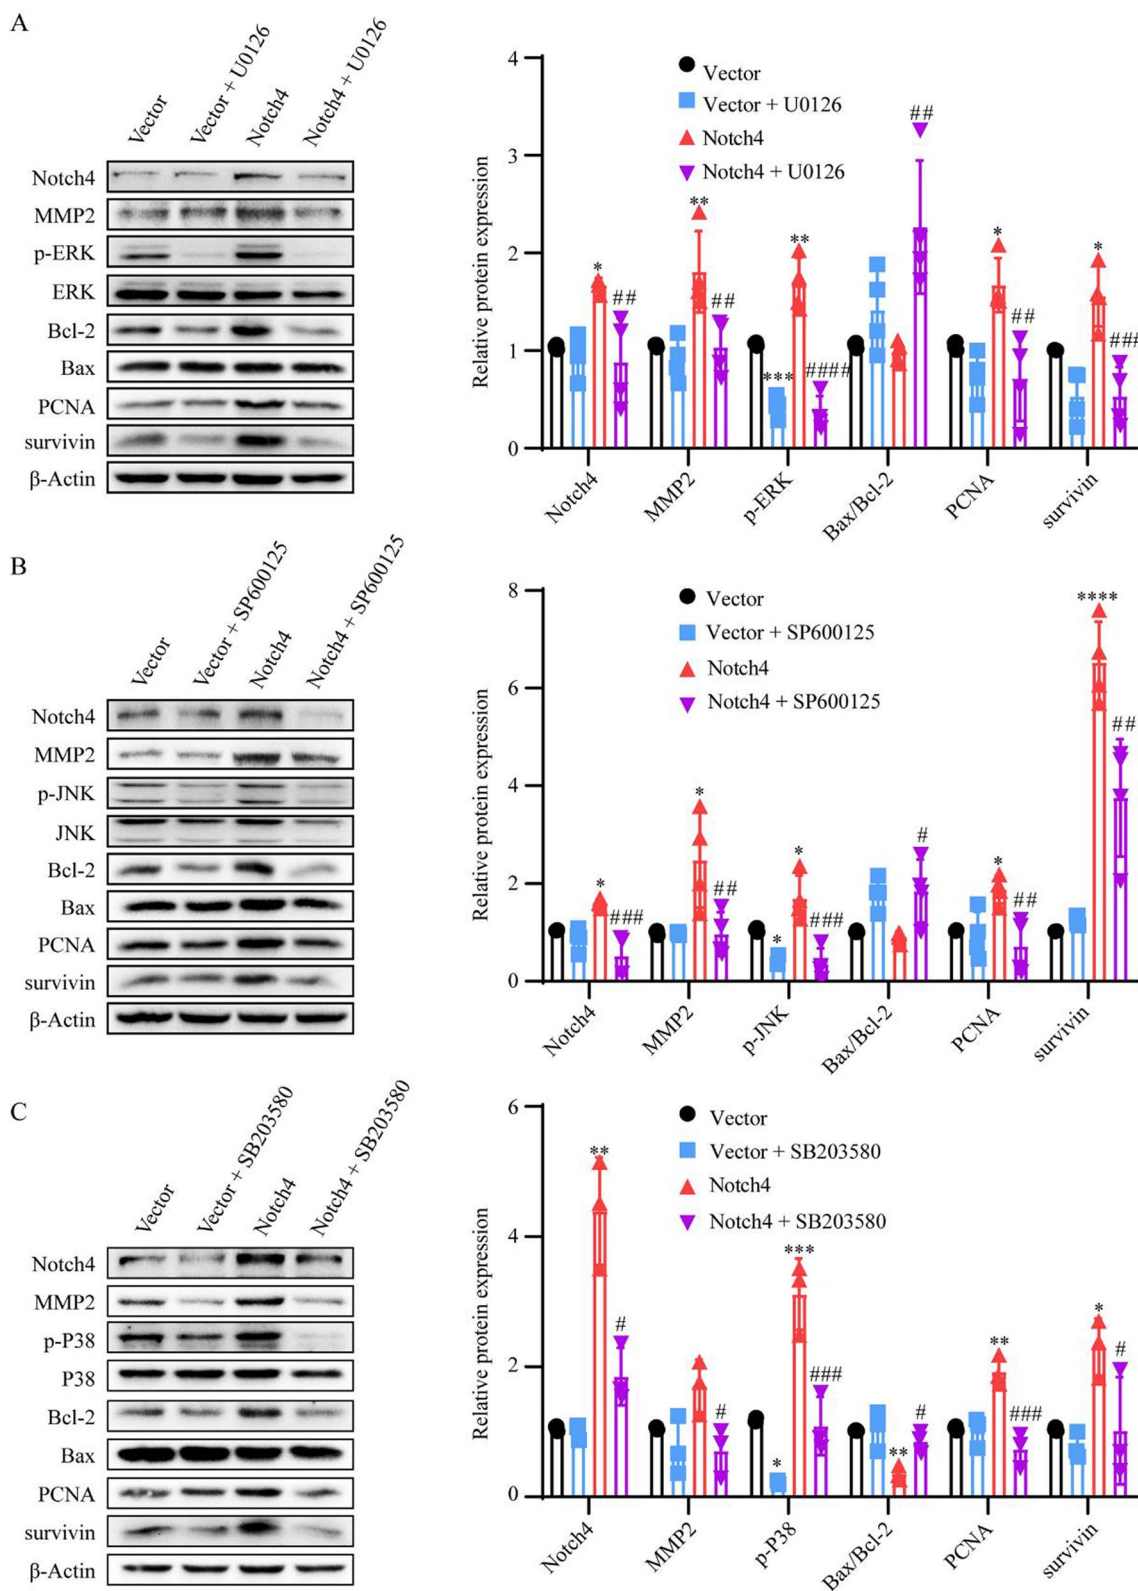 A
Vector
Vector + U0126
Notch4
Notch4 + U0126
Notch4
MMP2
p-ERK
ERK
Bcl-2
Bax
PCNA
survivin
β-Actin
Relative protein expression
4
3
2
1
0
Vector
Vector + U0126
Notch4
Notch4 + U0126
*
##
**
##
***
**
####
##
*
##
*
###
Notch4
MMP2
p-ERK
Bax/Bcl-2
PCNA
survivin
B
Vector
Vector + SP600125
Notch4
Notch4 + SP600125
Notch4
MMP2
p-JNK
JNK
Bcl-2
Bax
PCNA
survivin
β-Actin
Relative protein expression
8
6
4
2
0
Vector
Vector + SP600125
Notch4
Notch4 + SP600125
*
###
*
##
*
*
###
#
*
##
****
##
Notch4
MMP2
p-JNK
Bax/Bcl-2
PCNA
survivin
C
Vector
Vector + SB203580
Notch4
Notch4 + SB203580
Notch4
MMP2
p-P38
P38
Bcl-2
Bax
PCNA
survivin
β-Actin
Relative protein expression
6
4
2
0
Vector
Vector + SB203580
Notch4
Notch4 + SB203580
**
#
#
*
***
###
**
#
**
###
*
#
Notch4
MMP2
p-P38
Bax/Bcl-2
PCNA
survivin